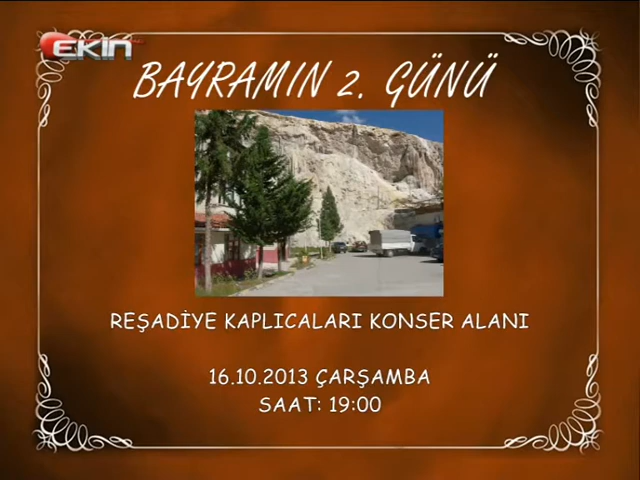 EKİN
BAYRAMIN 2. GÜNÜ
REŞADİYE KAPLICALARI KONSER ALANI
16.10.2013 ÇARŞAMBA
SAAT: 19:00